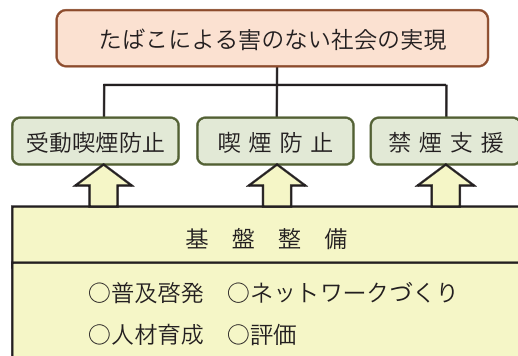 たばこによる害のない社会の実現
受動喫煙防止 喫煙防止 禁煙支援
基盤整備
○普及啓発 ○ネットワークづくり
○人材育成 ○評価